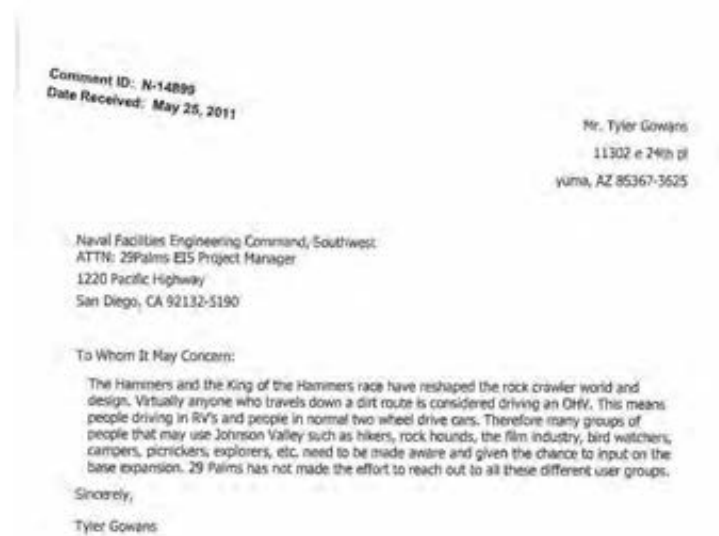 Comment ID: N-14899
Date Received: May 25, 2011
Mr. Tyler Gowans
11302 e 24th pl
yuma, AZ 85367-3625
Naval Facilities Engineering Command, Southwest
ATTN: 29Palms EIS Project Manager
1220 Pacific Highway
San Diego, CA 92132-5190
To Whom It May Concern:
The Hammers and the King of the Hammers race have reshaped the rock crawler world and
design. Virtually anyone who travels down a dirt route is considered driving an OHV. This means
people driving in RV's and people in normal two wheel drive cars. Therefore many groups of
people that may use Johnson Valley such as hikers, rock hounds, the film industry, bird watchers,
campers, picnickers, explorers, etc. need to be made aware and given the chance to input on the
base expansion. 29 Palms has not made the effort to reach out to all these different user groups.
Sincerely,
Tyler Gowans